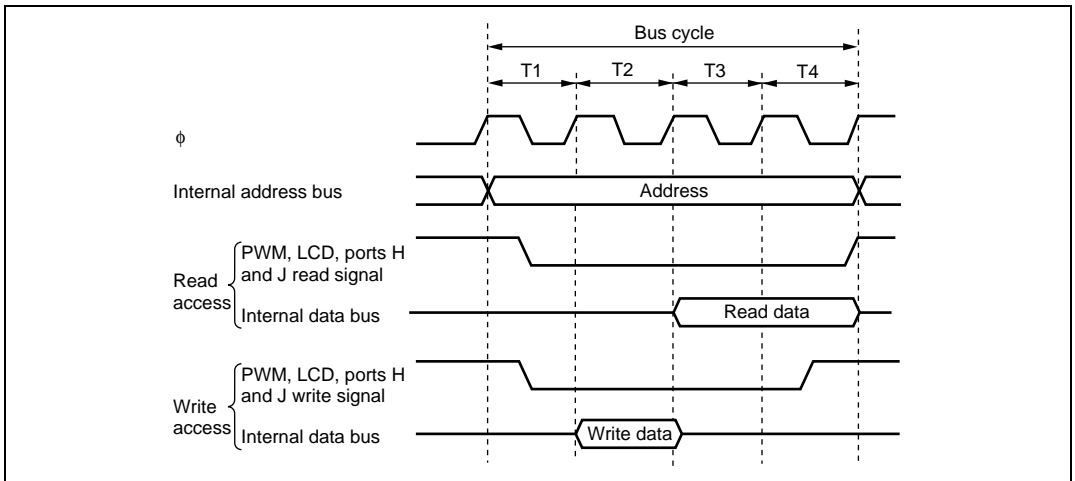 Bus cycle
T1 T2 T3 T4
ϕ
Internal address bus
Address
Read access
PWM, LCD, ports H
and J read signal
Internal data bus
Read data
Write access
PWM, LCD, ports H
and J write signal
Internal data bus
Write data